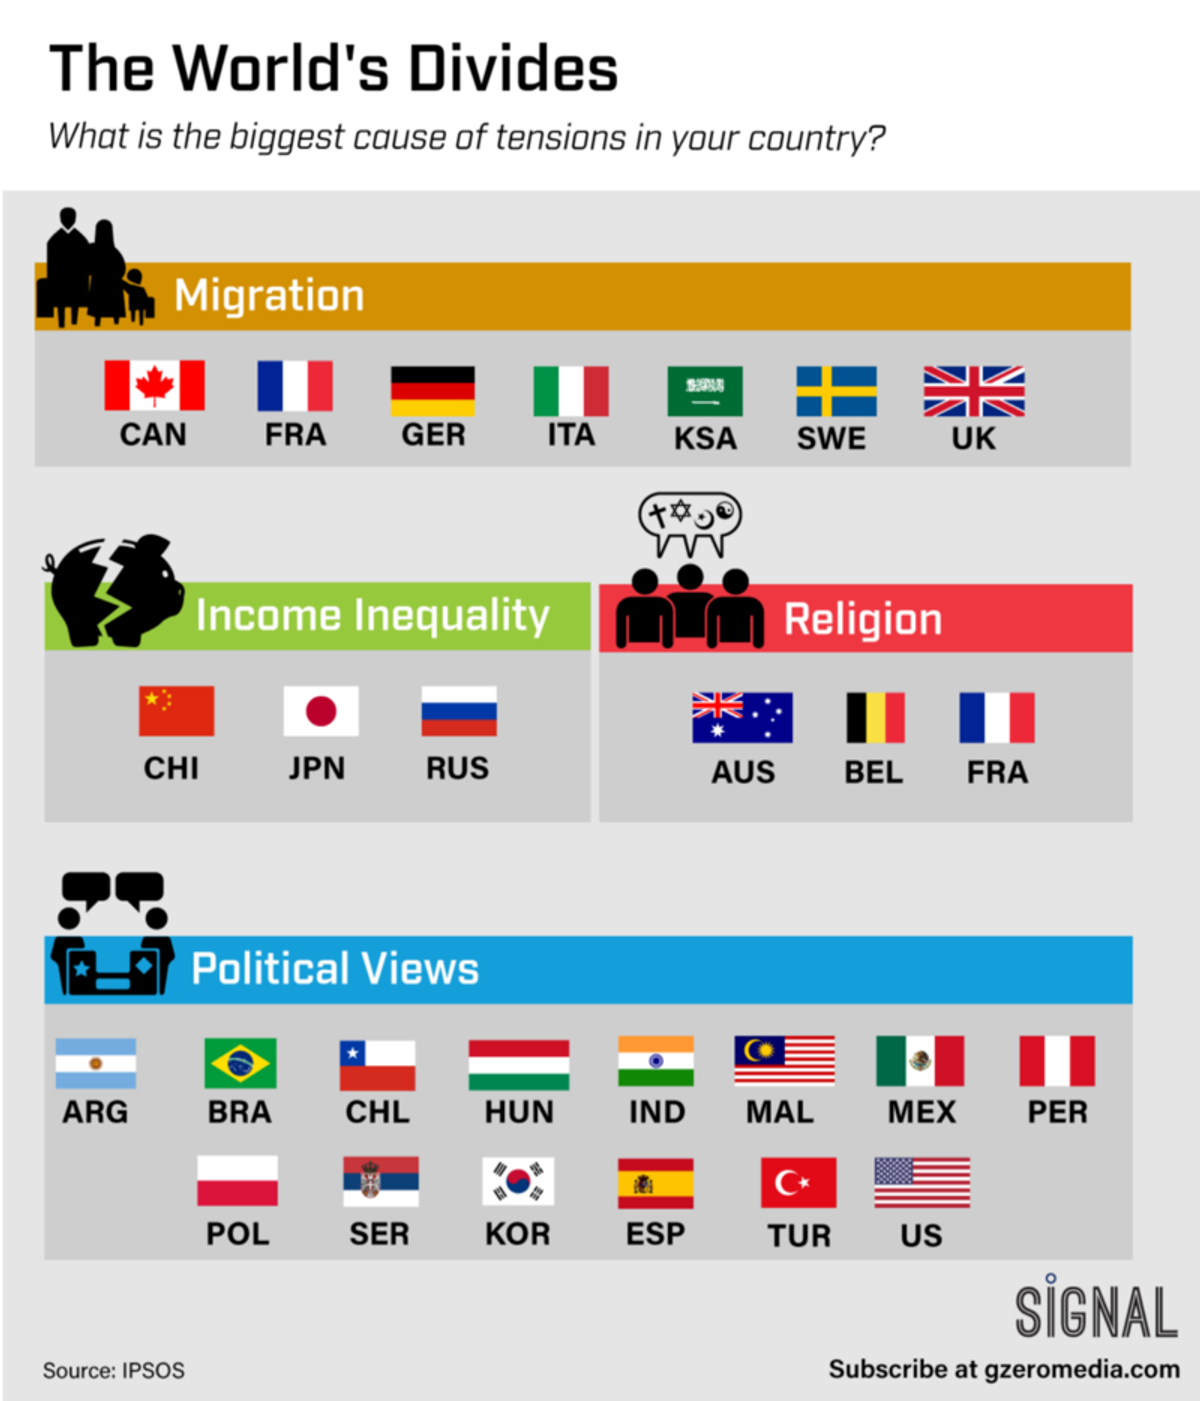 The World's Divides
What is the biggest cause of tensions in your country?
Migration
CAN FRA GER ITA KSA SWE UK
Income Inequality
CHI JPN RUS
Religion
AUS BEL FRA
Political Views
ARG BRA CHL HUN IND MAL MEX PER
POL SER KOR ESP TUR US
SIGNAL
Source: IPSOS
Subscribe at gzeromedia.com